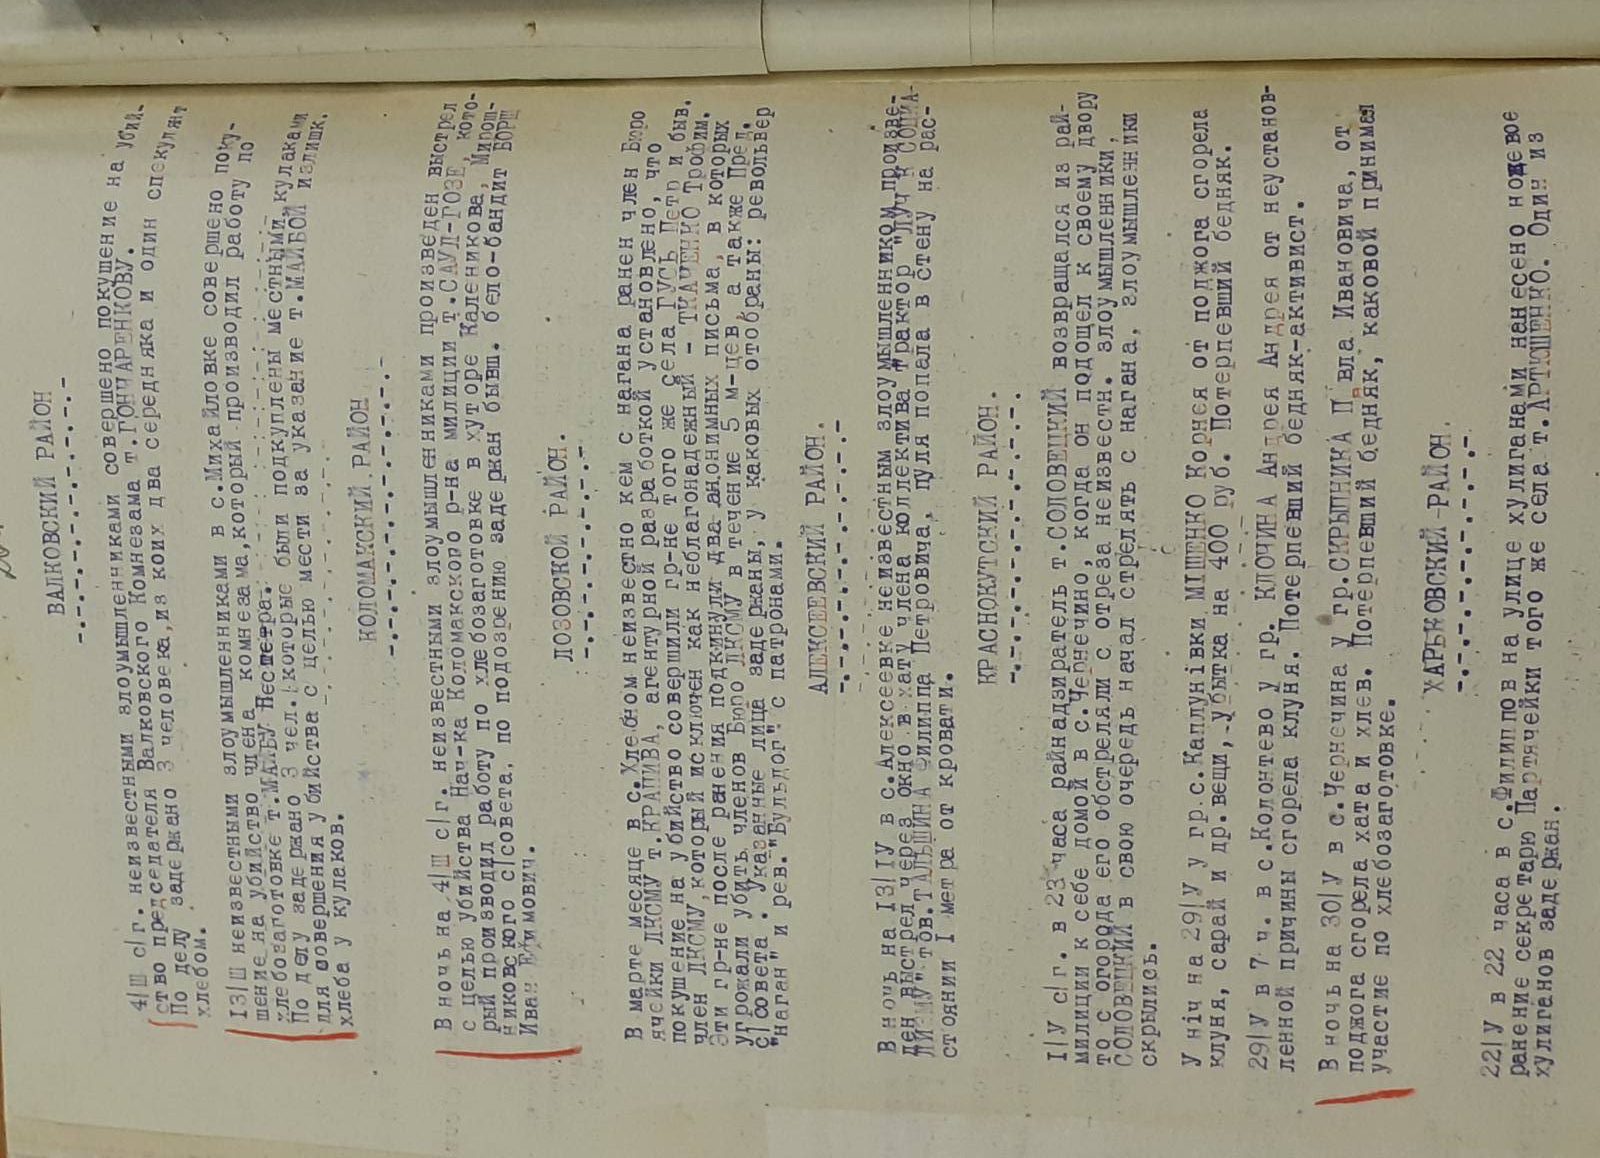 ВАЛКОВСКИЙ РАЙОН
-.-.-.-.-.-.-.-.-.-
4/Ш с/г. неизвестными злоумышленниками совершено покушение на убий-
ство председателя Валковского Комнезама т.ГОНЧАРЕНКОВУ.
По делу задержано 3 человека,из коих два середняка и один спекулянт
хлебом.
I3/Ш неизвестными злоумышленниками в с.Михайловке совершено поку-
шение на убийство члена комнезама,который производил работу по
хлебозаготовке т.МАЙБУ Нестера.
По делу задержано 3 чел. которые были подкуплены местными кулаками
для совершения убийства с целью мести за указание т.МАЙБОЙ излишк.
хлеба у кулаков.
КОЛОМАКСКИЙ РАЙОН
-.-.-.-.-.-.-.-.-.-
В ночь на 4/Ш с/г. неизвестными злоумышленниками произведен выстрел
с целью убийства Нач-ка Коломакского р-на милиции т.САУЛ-ГОЗЕ, кото-
рый производил работу по хлебозаготовке в хуторе Каленикова, Мирош-
никовского с/совета, по подозрению задержан бывш. бело-бандит БОРЩ
Иван Екимович.
ЛОЗОВСКОЙ РАЙОН.
-.-.-.-.-.-.-.-.-
В марте месяце в с.Хлебном неизвестно кем с нагана ранен член Бюро
ячейки ЛКСМУ т.КРАПИВА, агентурной разработкой установлено, что
покушение на убийство совершили гр-не того же села ГУСЬ Петр и быв.
член ЛКСМУ,который исключен как неблагонадежный - ТКАЧЕНКО Трофим.
Эти гр-не после ранения подкинули два анонимных письма, в которых
угрожали убить членов Бюро ЛКСМУ в течение 5 м-цев, а также Пред.
с/совета. Указанные лица задержаны, у каковых отобраны: револьвер
"наган" и рев."Бульдог" с патронами.
АЛЕКСЕЕВСКИЙ РАЙОН.
-.-.-.-.-.-.-.-.-.-
В ночь на I3/IУ в с.Алексеевке неизвестным злоумышленником произве-
ден выстрел через окно в хату члена коллектива "Трактор "Луч к СОЦИА-
ЛИЗМУ" тов.ТАЛЬШИНА Филиппа Петровича, пуля попала в стену на рас-
стоянии I метра от кровати.
КРАСНОКУТСКИЙ РАЙОН.
-.-.-.-.-.-.-.-.-.-
I/У с/г. в 23 часа райнадзиратель т.СОЛОВЕЦКИЙ возвращался из рай-
милиции к себе домой в с.Чернечино, когда он подошел к своему двору
то с огорода его обстреляли с отреза неизвестн. злоумышленники,
СОЛОВЕЦКИЙ в свою очередь начал стрелять с нагана, злоумышленники
скрылись.
У ніч на 29/У у гр.с.Каплунівки МІЩЕНКО Корнея от поджога сгорела
клуня, сарай и др.вещи, убытка на 400 руб. Потерпевший бедняк.
29/У в 7 ч. в с.Колонтево у гр. КЛОЧИНА Андрея от неустанов-
ленной причины сгорела клуня. Потерпевший бедняк-активист.
В ночь на 30/У в с.Чернечина у гр.СКРЫПНИКА Павла Ивановича, от
поджога сгорела хата и хлев. Потерпевший бедняк, каковой принимая
участие по хлебозаготовке.
ХАРЬКОВСКИЙ РАЙОН.
-.-.-.-.-.-.-.-.-.-
22/У в 22 часа в с.Филиппов на улице хулиганами нанесено ножевое
ранение секретарю Партячейки того же села т.АРТЮШЕНКО. Один из
хулиганов задержан.